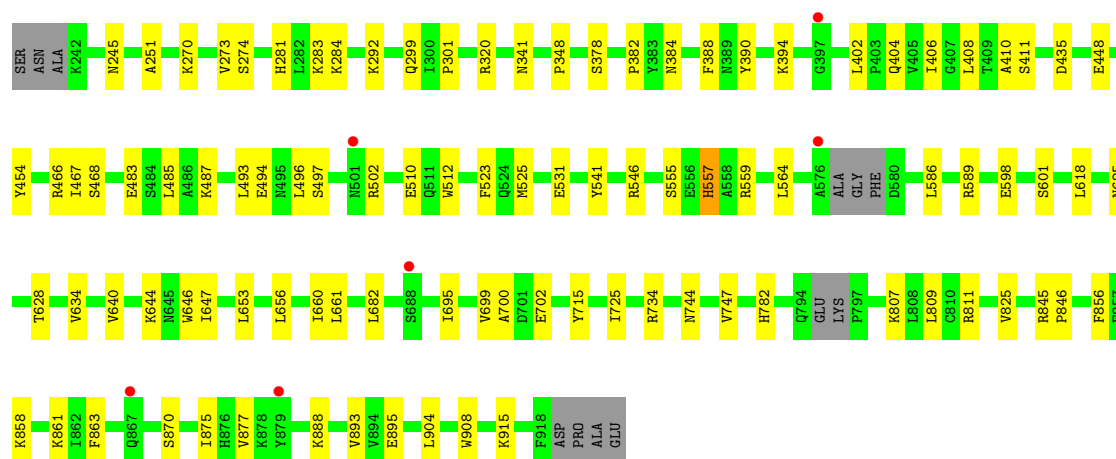 SER ASN ALA K242 N245 A251 K270 V273 S274 H281 L282 K283 K284 K292 Q299 I300 P301 R320 N341 P348 S378 P382 Y383 N384 F388 N389 Y390 K394 G397 L402 P403 Q404 V405 I406 G407 L408 T409 A410 S411 D435 E448
Y454 R466 I467 S468 E483 S484 L485 A486 K487 L493 E494 N495 L496 S497 N501 R502 E510 Q511 W512 F523 Q524 M525 E531 Y541 R546 S555 E556 H557 A558 R559 L564 A576 ALA GLY PHE D580 L586 R589 E598 S601 L618
T628 V634 V640 K644 N645 W646 I647 L653 L656 I660 L661 L682 S688 I695 V699 A700 D701 E702 Y715 I725 R734 N744 V747 H782 Q794 GLU LYS P797 K807 L808 L809 C810 R811 V825 R845 P846 F856
K858 K861 I862 F863 Q867 S870 I875 H876 V877 K878 Y879 K888 V893 V894 E895 L904 W908 K915 F918 ASP PRO ALA GLU